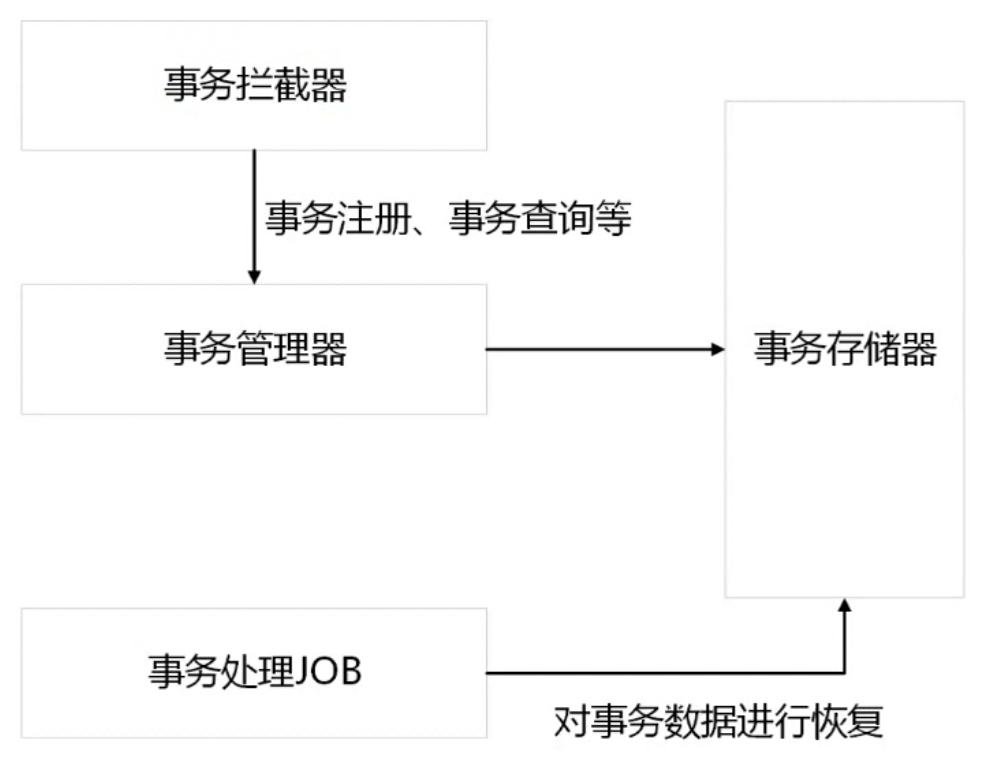 事务拦截器
事务注册、事务查询等
事务管理器
事务存储器
事务处理JOB
对事务数据进行恢复